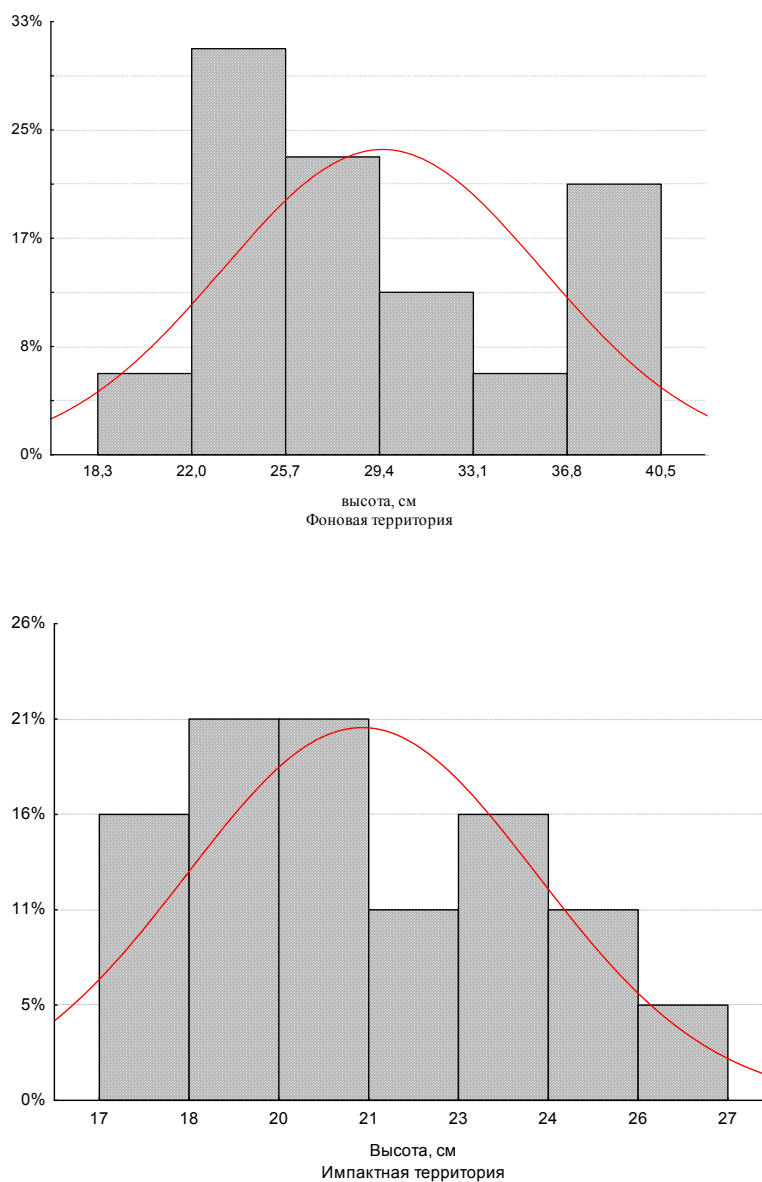 33%
25%
17%
8%
0%
18,3 22,0 25,7 29,4 33,1 36,8 40,5
высота, см
Фоновая территория
26%
21%
16%
11%
5%
0%
17 18 20 21 23 24 26 27
Высота, см
Импактная территория